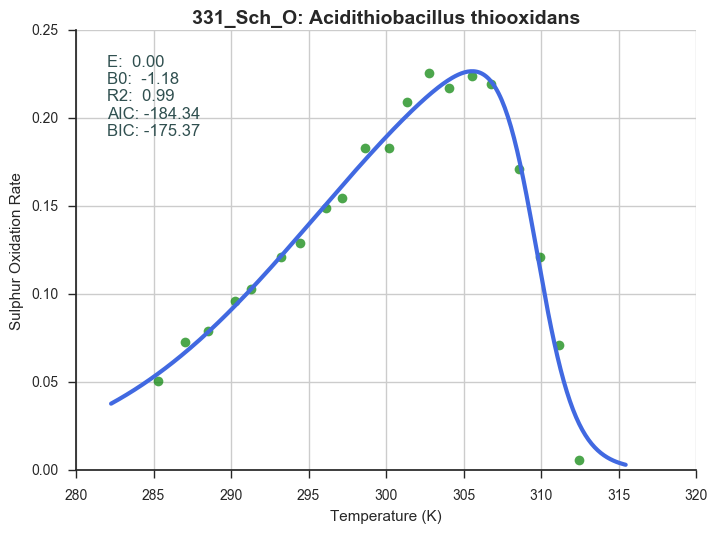 331_Sch_O: Acidithiobacillus thiooxidans
E:  0.00
B0:  -1.18
R2:  0.99
AIC: -184.34
BIC: -175.37
Sulphur Oxidation Rate
0.25
0.20
0.15
0.10
0.05
0.00
280 285 290 295 300 305 310 315 320
Temperature (K)